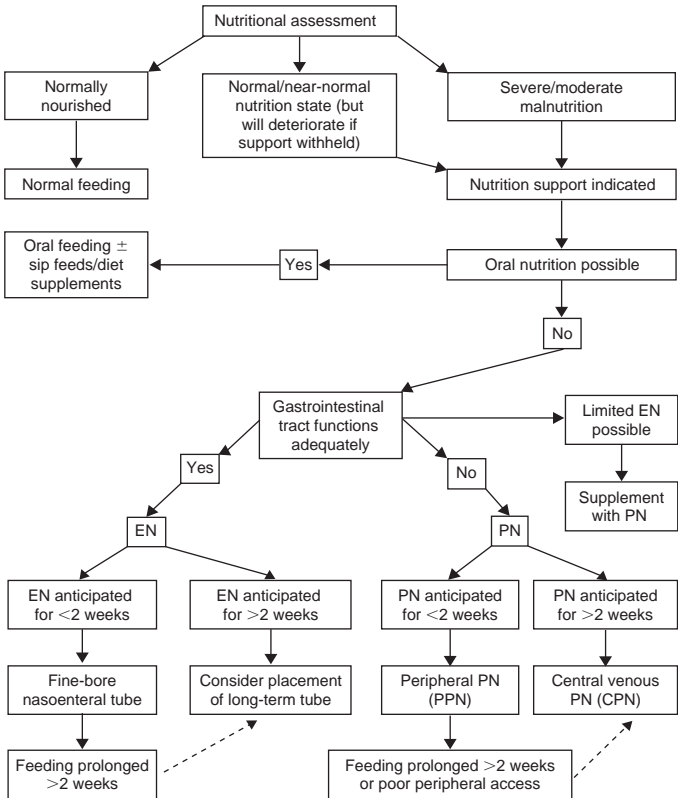 Nutritional assessment
Normally
nourished
Normal/near-normal
nutrition state (but
will deteriorate if
support withheld)
Severe/moderate
malnutrition
Normal feeding
Nutrition support indicated
Oral feeding ±
sip feeds/diet
supplements
Yes
Oral nutrition possible
No
Gastrointestinal
tract functions
adequately
Limited EN
possible
Yes
No
Supplement
with PN
EN
PN
EN anticipated
for <2 weeks
EN anticipated
for >2 weeks
PN anticipated
for <2 weeks
PN anticipated
for >2 weeks
Fine-bore
nasoenteral tube
Consider placement
of long-term tube
Peripheral PN
(PPN)
Central venous
PN (CPN)
Feeding prolonged
>2 weeks
Feeding prolonged >2 weeks
or poor peripheral access